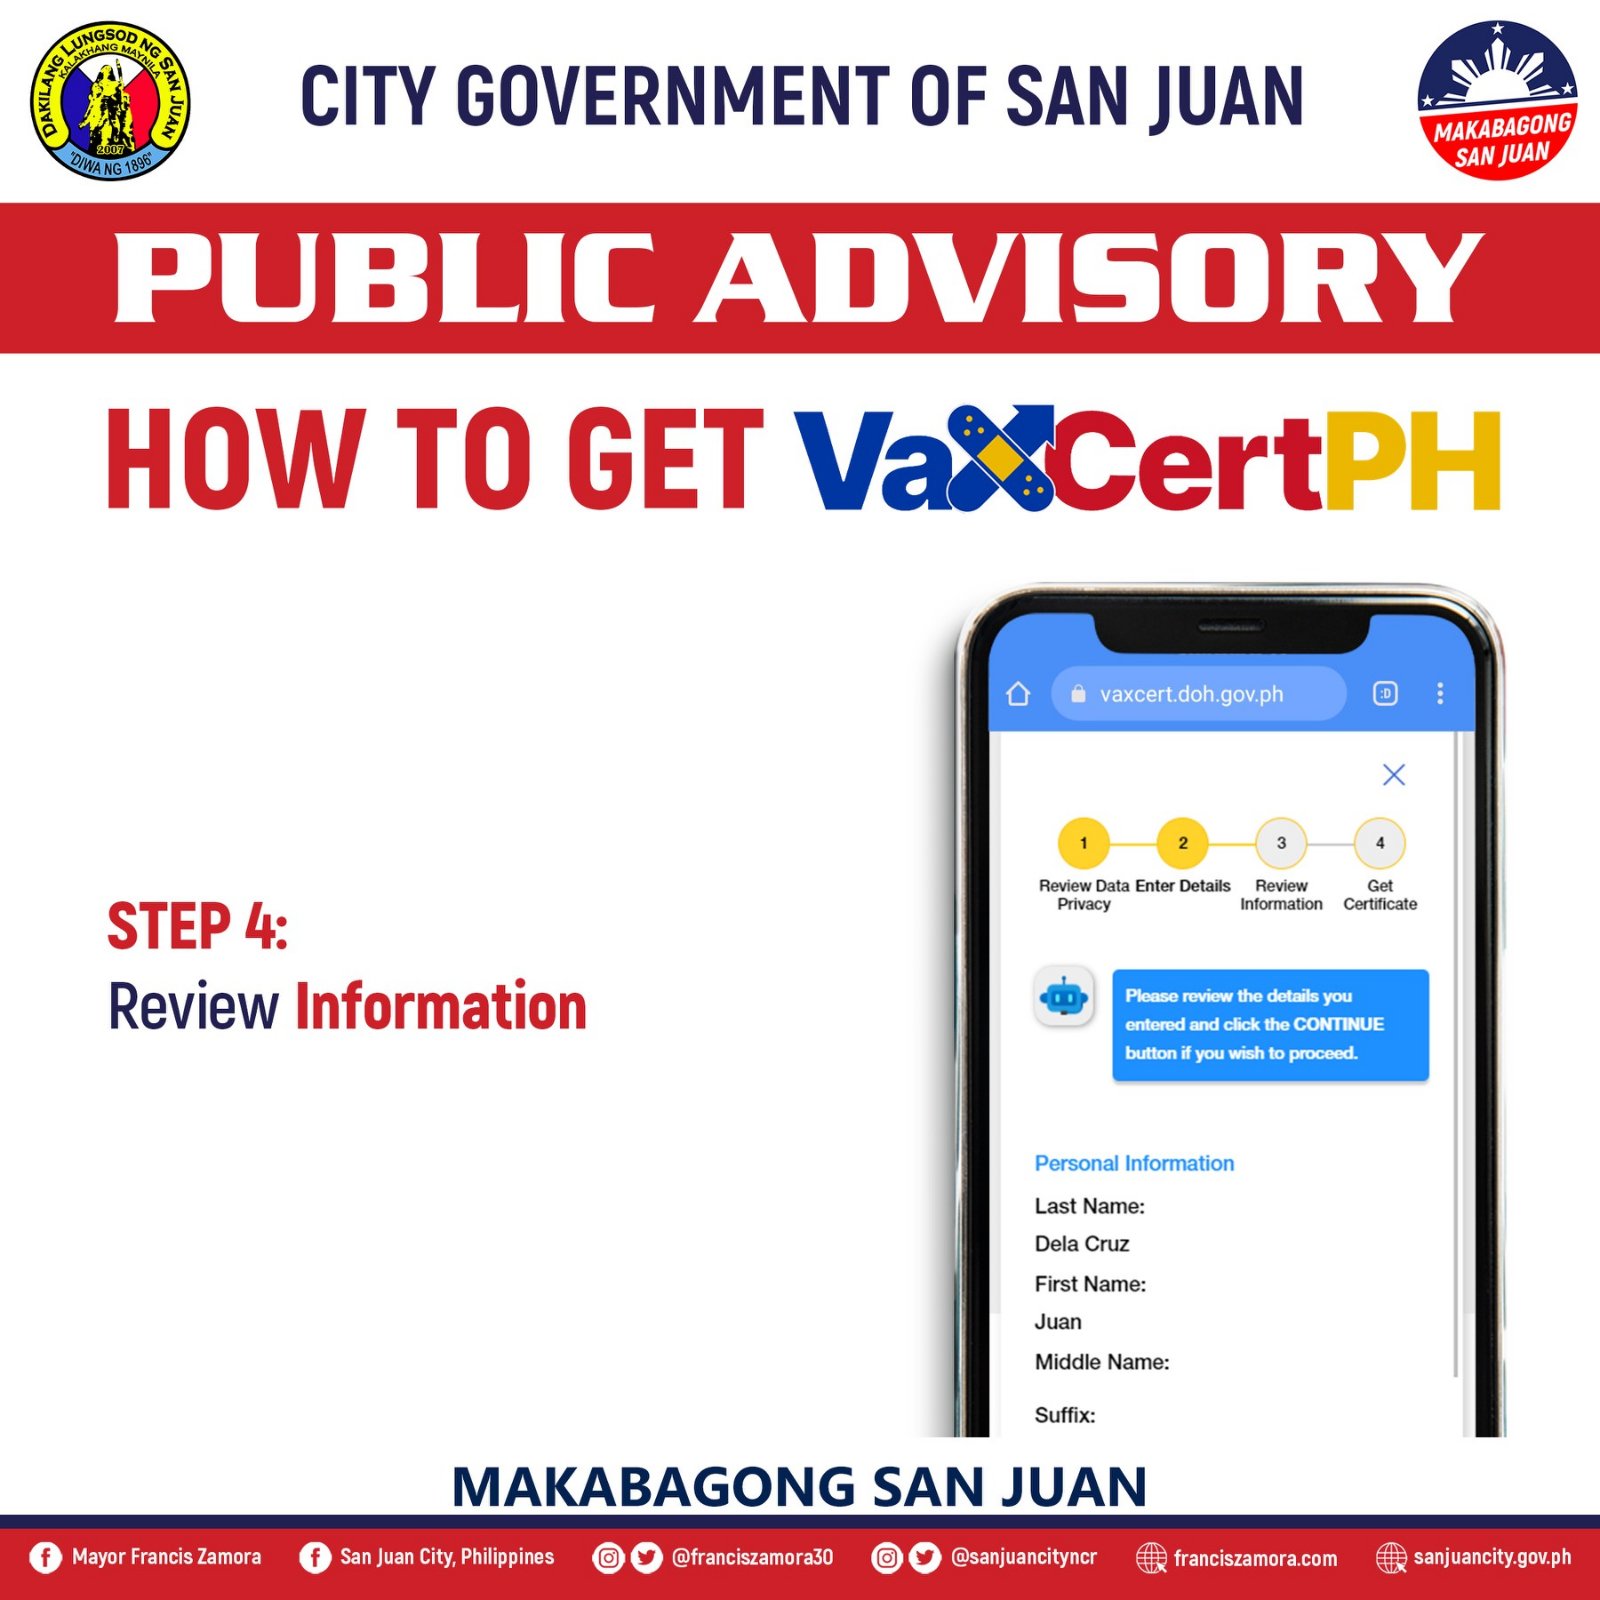 DAKILANG LUNGSOD NG SAN JUAN
KALAKHANG MAYNILA
2007
"DIWA NG 1896"
CITY GOVERNMENT OF SAN JUAN
MAKABAGONG
SAN JUAN
PUBLIC ADVISORY
HOW TO GET VaxCertPH
STEP 4:
Review Information
vaxcert.doh.gov.ph
:D
1 2 3 4
Review Data Privacy
Enter Details
Review Information
Get Certificate
Please review the details you
entered and click the CONTINUE
button if you wish to proceed.
Personal Information
Last Name:
Dela Cruz
First Name:
Juan
Middle Name:
Suffix:
MAKABAGONG SAN JUAN
Mayor Francis Zamora
San Juan City, Philippines
@franciszamora30
@sanjuancityncr
franciszamora.com
sanjuancity.gov.ph